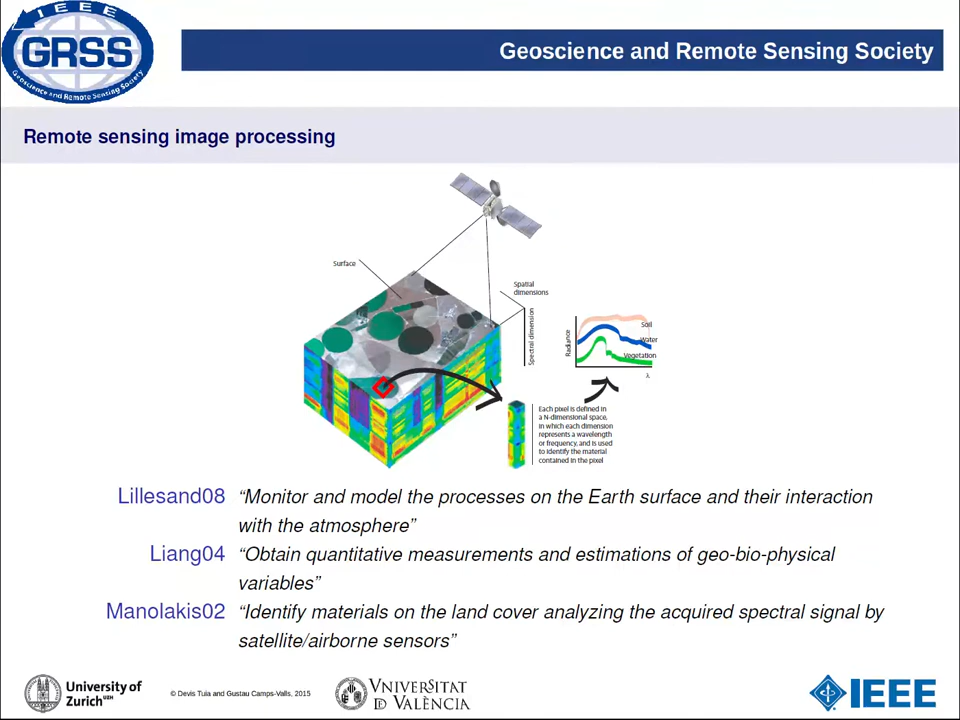 IEEE
GRSS
Geoscience and Remote Sensing Society
Geoscience and Remote Sensing Society
Remote sensing image processing
Surface
Spatial
dimensions
Spectral dimension
Radiance
Soil
Water
Vegetation
λ
Each pixel is defined in
a N-dimensional space,
in which each dimension
represents a wavelength
or frequency, and is used
to identify the material
contained in the pixel
Lillesand08 “Monitor and model the processes on the Earth surface and their interaction
with the atmosphere”
Liang04 “Obtain quantitative measurements and estimations of geo-bio-physical
variables”
Manolakis02 “Identify materials on the land cover analyzing the acquired spectral signal by
satellite/airborne sensors”
University of
Zurich UZH
© Devis Tuia and Gustau Camps-Valls, 2015
VNIVERSITAT
DE VALÈNCIA
IEEE